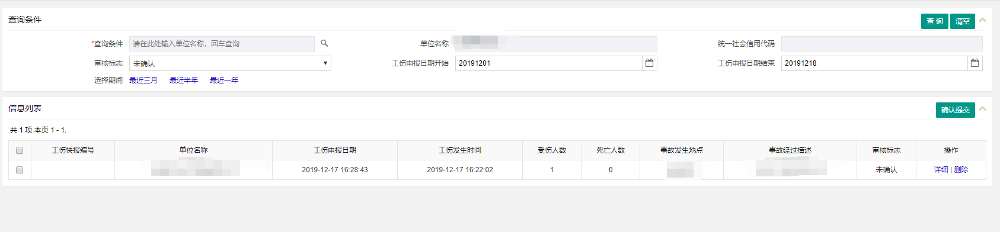 查询条件
查 询 清空
*查询条件 请在此处输入单位名称，回车查询 单位名称 统一社会信用代码
审核标志 未确认 工伤申报日期开始 20191201 工伤申报日期结束 20191218
选择期间 最近三月 最近半年 最近一年
信息列表
确认提交
共 1 项 本页 1 - 1.
工伤快报编号 单位名称 工伤申报日期 工伤发生时间 受伤人数 死亡人数 事故发生地点 事故经过描述 审核标志 操作
2019-12-17 16:28:43 2019-12-17 16:22:02 1 0 未确认 详细 | 删除